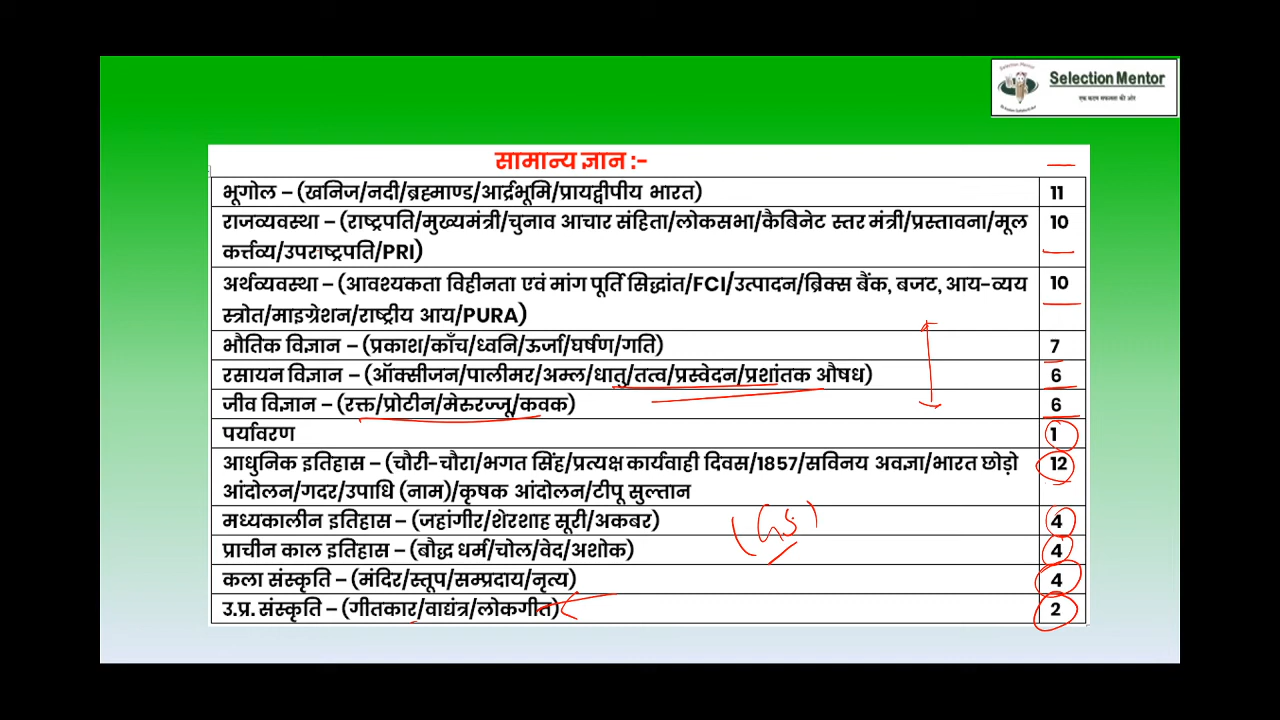 Selection Mentor
एक कदम सफलता की ओर
सामान्य ज्ञान :-
भूगोल – (खनिज/नदी/ब्रह्माण्ड/आर्द्रभूमि/प्रायद्वीपीय भारत) 11
राजव्यवस्था – (राष्ट्रपति/मुख्यमंत्री/चुनाव आचार संहिता/लोकसभा/कैबिनेट स्तर मंत्री/प्रस्तावना/मूल 10
कर्त्तव्य/उपराष्ट्रपति/PRI)
अर्थव्यवस्था – (आवश्यकता विहीनता एवं मांग पूर्ति सिद्धांत/FCI/उत्पादन/ब्रिक्स बैंक, बजट, आय-व्यय 10
स्त्रोत/माइग्रेशन/राष्ट्रीय आय/PURA)
भौतिक विज्ञान – (प्रकाश/काँच/ध्वनि/ऊर्जा/घर्षण/गति) 7
रसायन विज्ञान – (ऑक्सीजन/पालीमर/अम्ल/धातु/तत्व/प्रस्वेदन/प्रशांतक औषध) 6
जीव विज्ञान – (रक्त/प्रोटीन/मेरुरज्जू/कवक) 6
पर्यावरण 1
आधुनिक इतिहास – (चौरी-चौरा/भगत सिंह/प्रत्यक्ष कार्यवाही दिवस/1857/सविनय अवज्ञा/भारत छोड़ो 12
आंदोलन/गदर/उपाधि (नाम)/कृषक आंदोलन/टीपू सुल्तान
मध्यकालीन इतिहास – (जहांगीर/शेरशाह सूरी/अकबर) 4
प्राचीन काल इतिहास – (बौद्ध धर्म/चोल/वेद/अशोक) 4
कला संस्कृति – (मंदिर/स्तूप/सम्प्रदाय/नृत्य) 4
उ.प्र. संस्कृति – (गीतकार/वाद्यंत्र/लोकगीत) 2